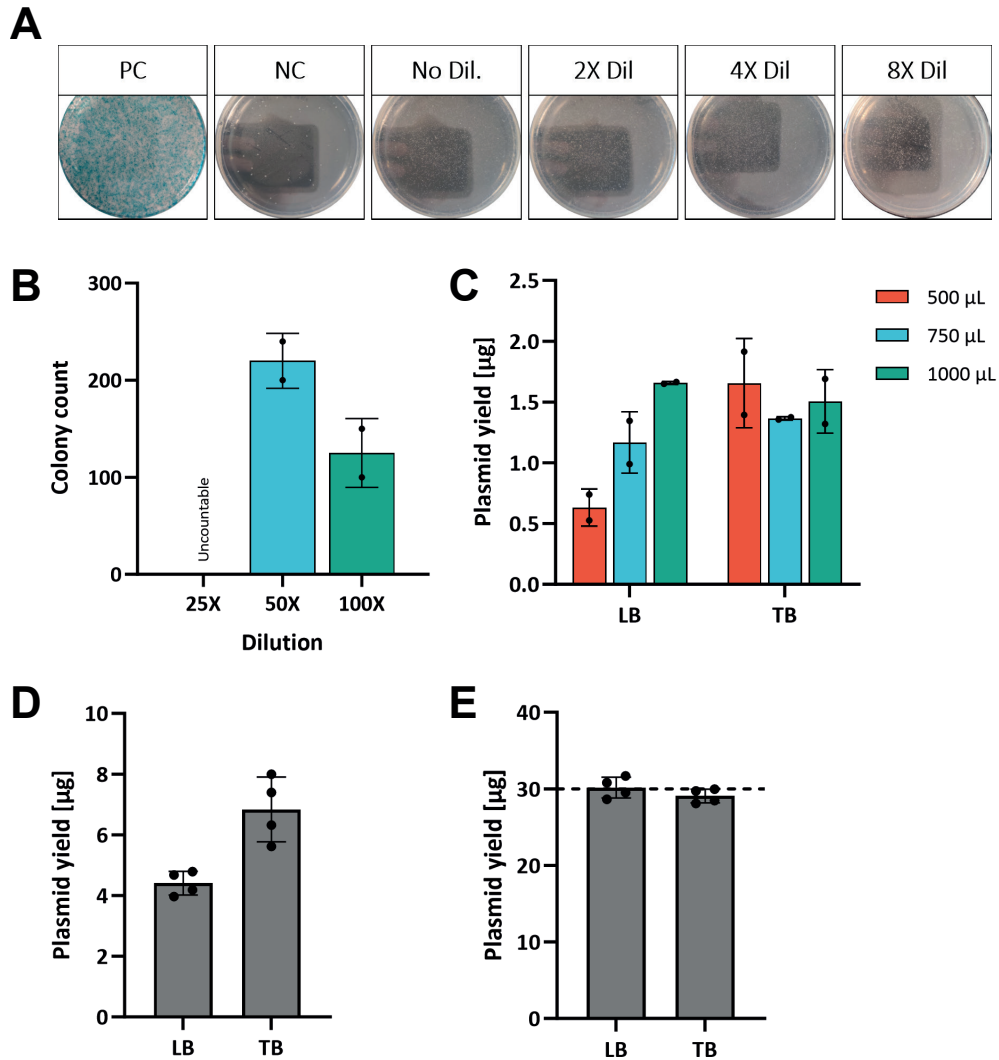 A
PC NC No Dil. 2X Dil 4X Dil 8X Dil
B
300
200
100
0
Colony count
Uncountable
25X 50X 100X
Dilution
C
2.5
2.0
1.5
1.0
0.5
0.0
Plasmid yield [µg]
LB TB
500 µL
750 µL
1000 µL
D
10
8
6
4
2
0
Plasmid yield [µg]
LB TB
E
40
30
20
10
0
Plasmid yield [µg]
LB TB